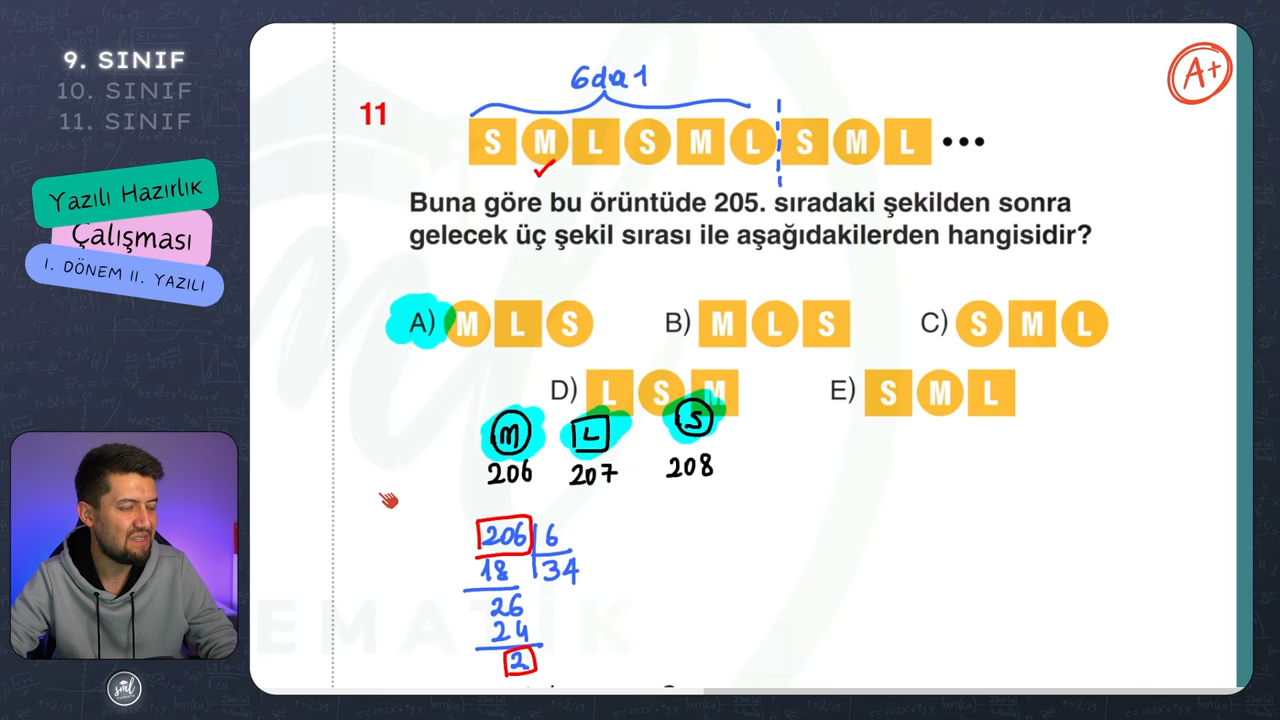 9. SINIF
10. SINIF
11. SINIF
Yazılı Hazırlık
Çalışması
I. DÖNEM II. YAZILI
A+
6da 1
11
S M L S M L S M L •••
Buna göre bu örüntüde 205. sıradaki şekilden sonra
gelecek üç şekil sırası ile aşağıdakilerden hangisidir?
A) M L S B) M L S C) S M L
D) L S M E) S M L
M L S
206 207 208
206 6
18 34
26
24
2
EMATİK
sml